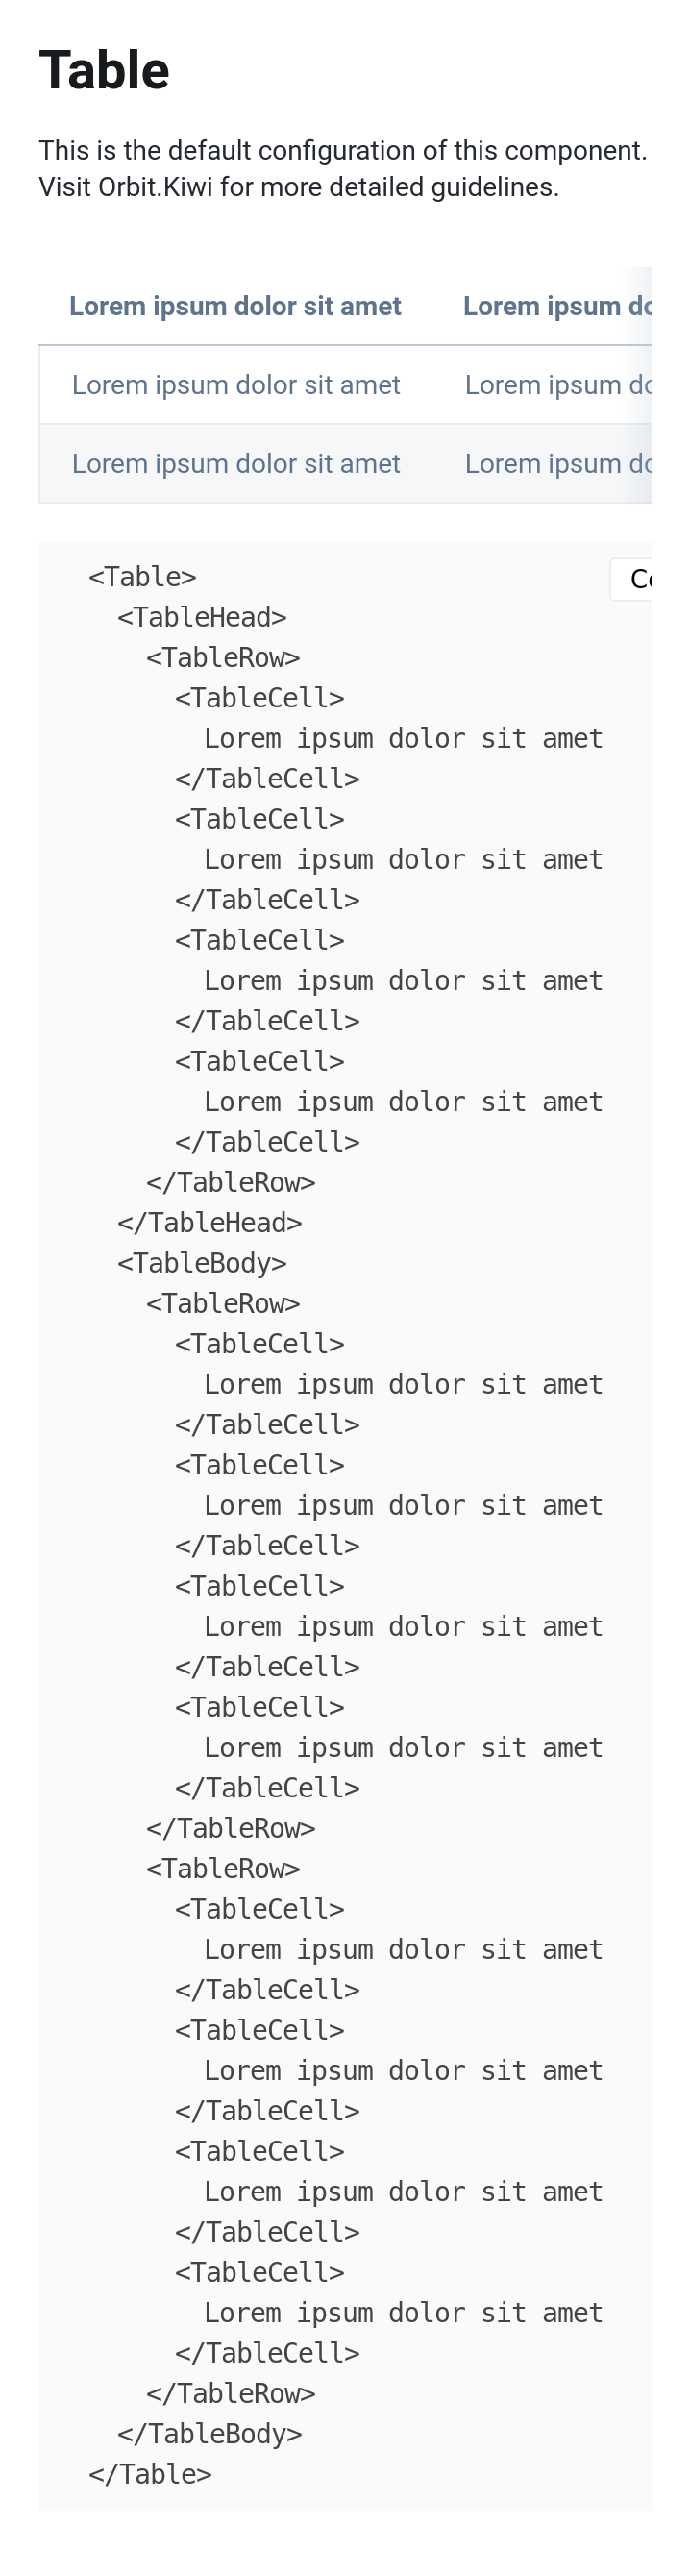 Table
This is the default configuration of this component.
Visit Orbit.Kiwi for more detailed guidelines.
Lorem ipsum dolor sit amet Lorem ipsum
Lorem ipsum dolor sit amet Lorem ipsum
Lorem ipsum dolor sit amet Lorem ipsum
<Table>
<TableHead>
<TableRow>
<TableCell>
Lorem ipsum dolor sit amet
</TableCell>
<TableCell>
Lorem ipsum dolor sit amet
</TableCell>
<TableCell>
Lorem ipsum dolor sit amet
</TableCell>
<TableCell>
Lorem ipsum dolor sit amet
</TableCell>
</TableRow>
</TableHead>
<TableBody>
<TableRow>
<TableCell>
Lorem ipsum dolor sit amet
</TableCell>
<TableCell>
Lorem ipsum dolor sit amet
</TableCell>
<TableCell>
Lorem ipsum dolor sit amet
</TableCell>
<TableCell>
Lorem ipsum dolor sit amet
</TableCell>
</TableRow>
<TableRow>
<TableCell>
Lorem ipsum dolor sit amet
</TableCell>
<TableCell>
Lorem ipsum dolor sit amet
</TableCell>
<TableCell>
Lorem ipsum dolor sit amet
</TableCell>
<TableCell>
Lorem ipsum dolor sit amet
</TableCell>
</TableRow>
</TableBody>
</Table>